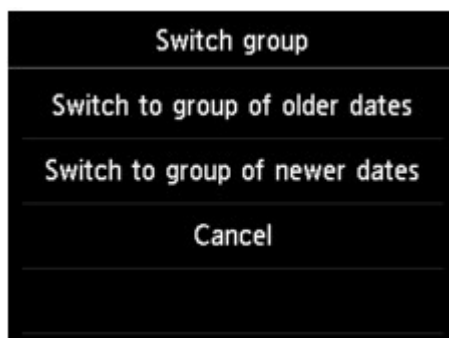 Switch group
Switch to group of older dates
Switch to group of newer dates
Cancel